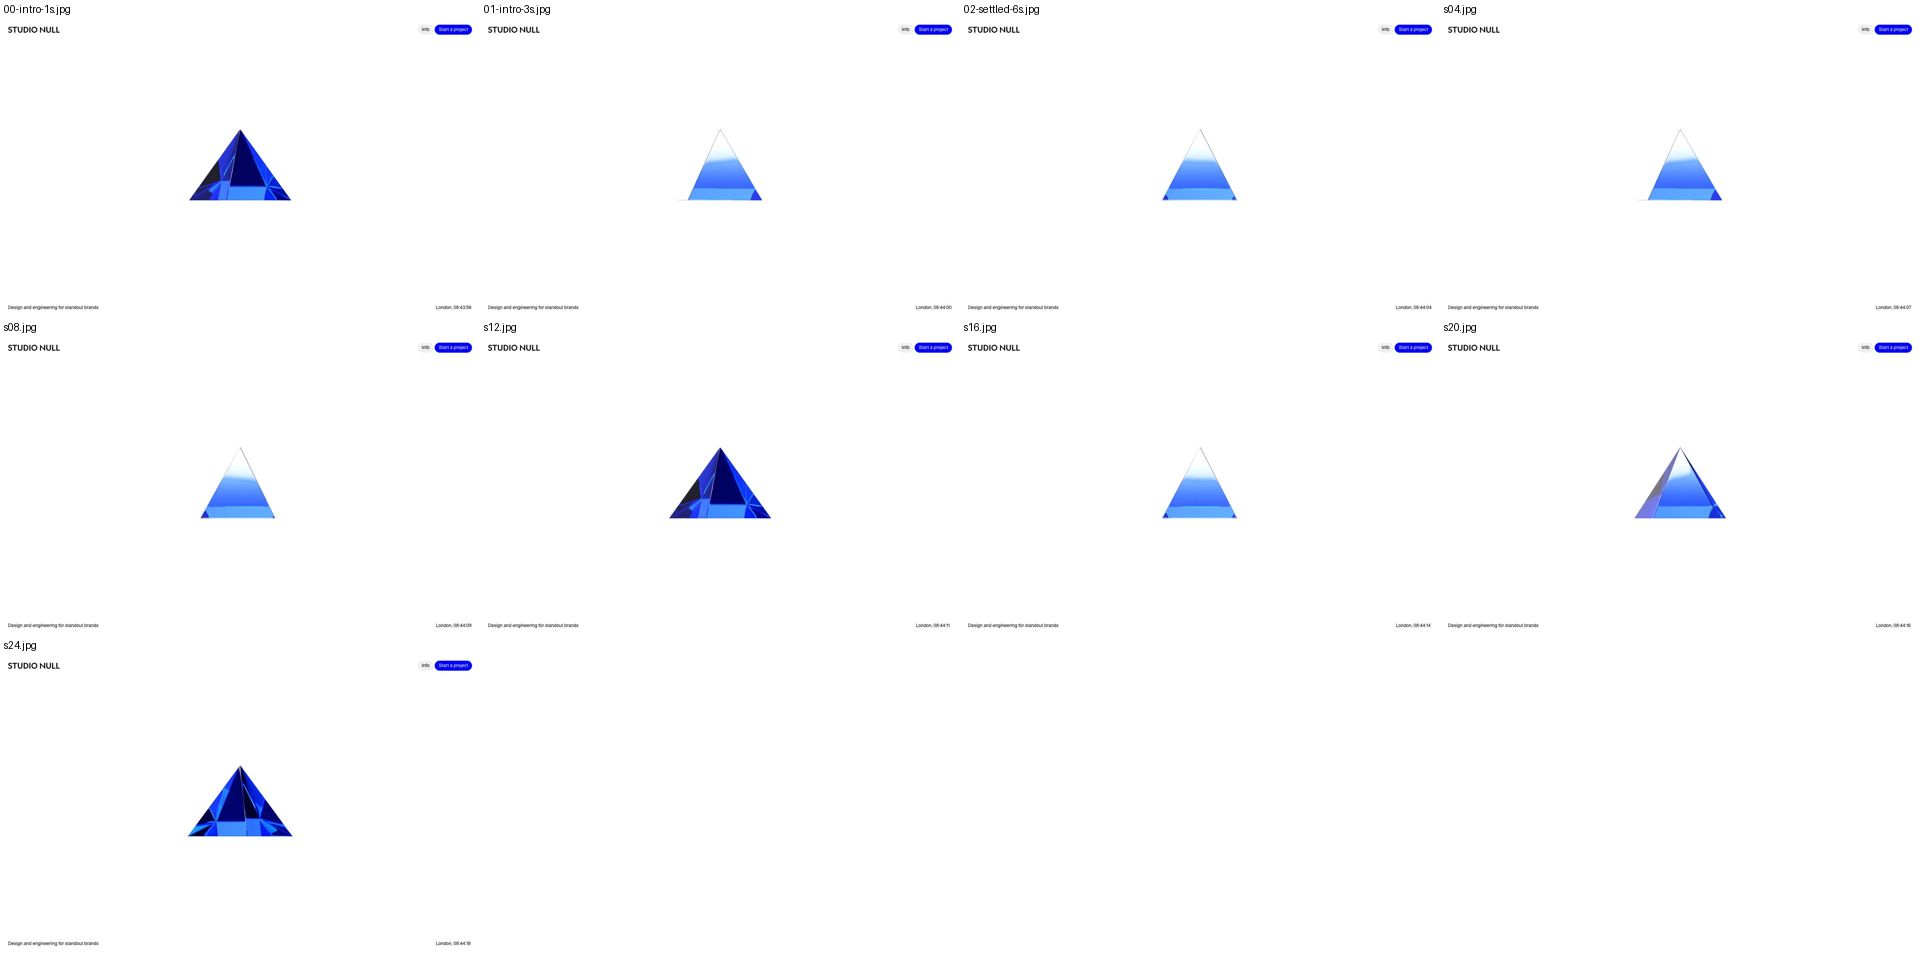 00-intro-1s.jpg
STUDIO NULL
Info
Start a project
Design and engineering for standout brands
London, 08:43:56
01-intro-3s.jpg
STUDIO NULL
Info
Start a project
Design and engineering for standout brands
London, 08:44:00
02-settled-6s.jpg
STUDIO NULL
Info
Start a project
Design and engineering for standout brands
London, 08:44:04
s04.jpg
STUDIO NULL
Info
Start a project
Design and engineering for standout brands
London, 08:44:07
s08.jpg
STUDIO NULL
Info
Start a project
Design and engineering for standout brands
London, 08:44:09
s12.jpg
STUDIO NULL
Info
Start a project
Design and engineering for standout brands
London, 08:44:11
s16.jpg
STUDIO NULL
Info
Start a project
Design and engineering for standout brands
London, 08:44:14
s20.jpg
STUDIO NULL
Info
Start a project
Design and engineering for standout brands
London, 08:44:16
s24.jpg
STUDIO NULL
Info
Start a project
Design and engineering for standout brands
London, 08:44:18